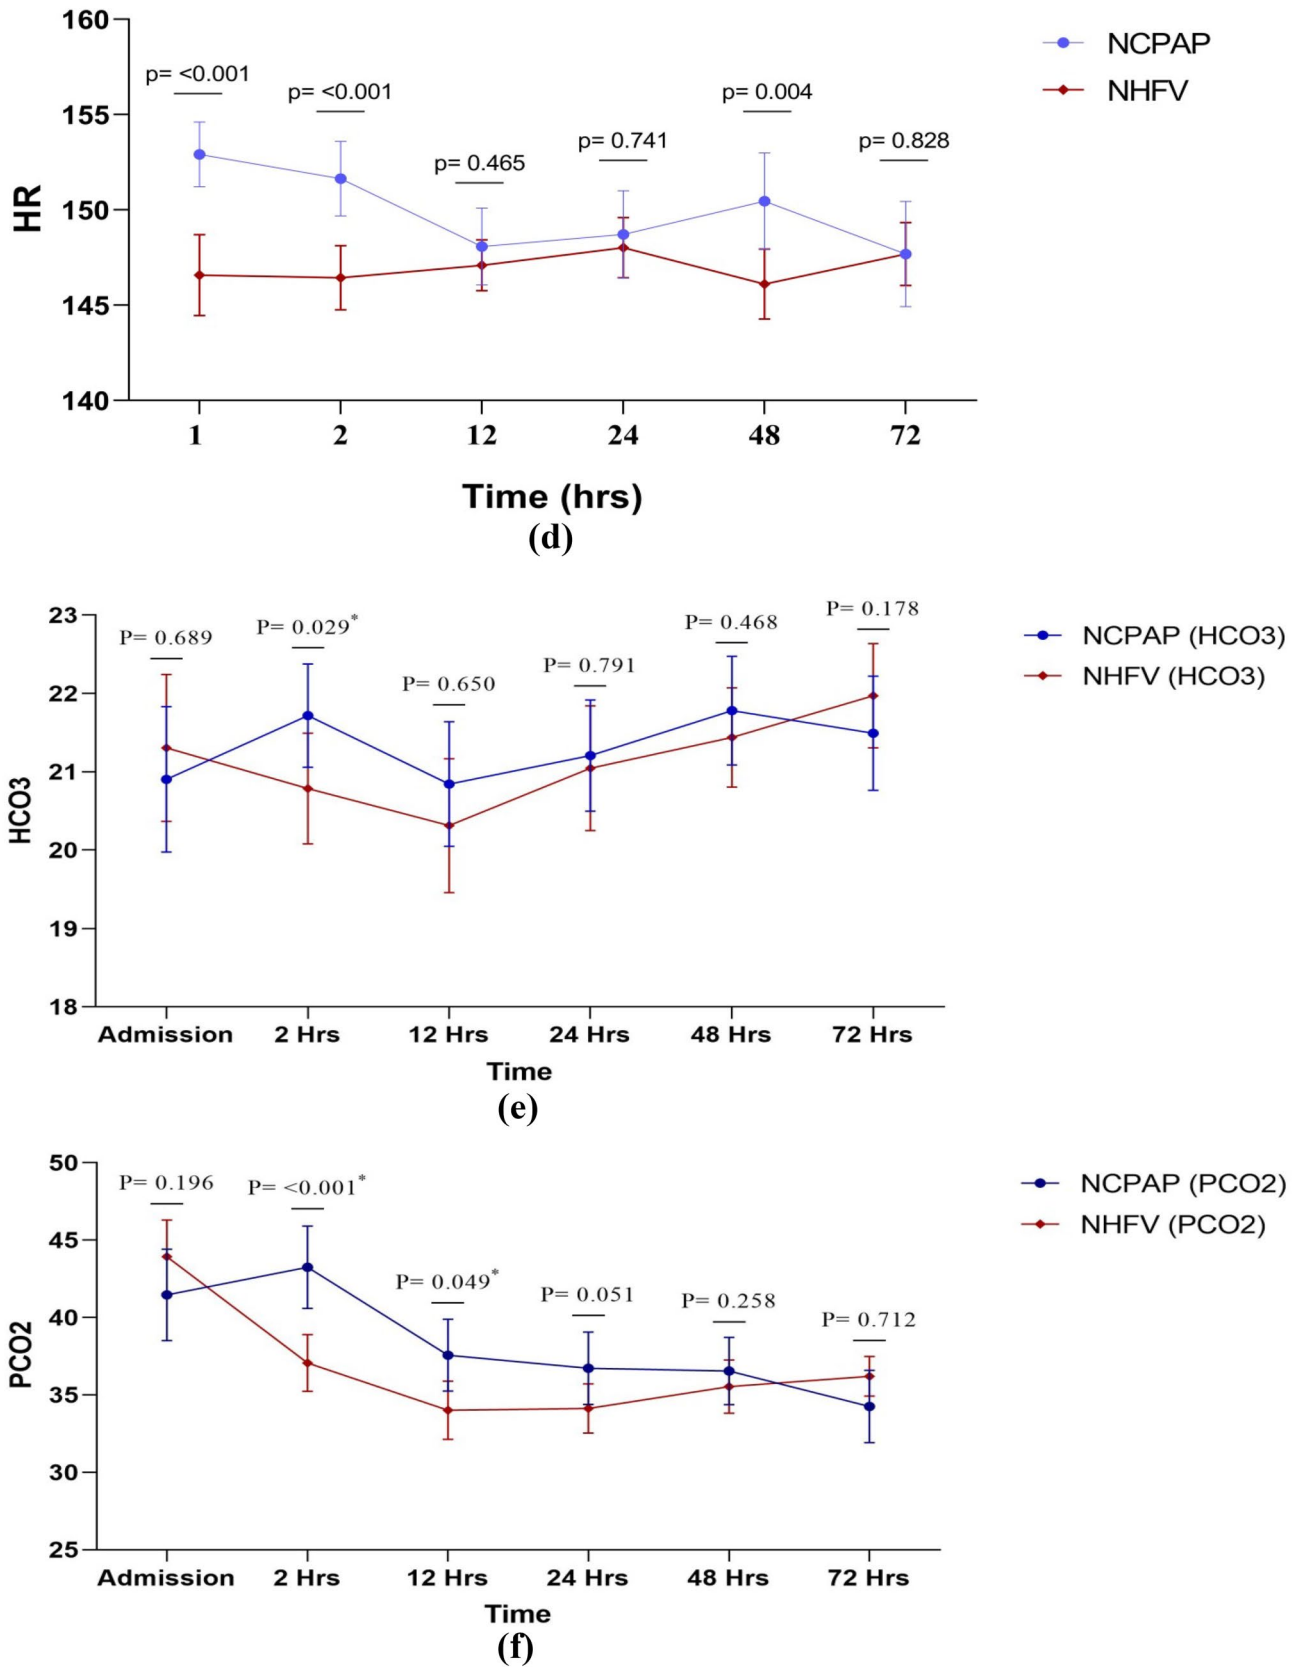 160
155
150
145
140
HR
p= <0.001
p= <0.001
p= 0.465
p= 0.741
p= 0.004
p= 0.828
NCPAP
NHFV
1 2 12 24 48 72
Time (hrs)
(d)
23
22
21
20
19
18
HCO3
P= 0.689
P= 0.029*
P= 0.650
P= 0.791
P= 0.468
P= 0.178
NCPAP (HCO3)
NHFV (HCO3)
Admission 2 Hrs 12 Hrs 24 Hrs 48 Hrs 72 Hrs
Time
(e)
50
45
40
35
30
25
PCO2
P= 0.196
P= <0.001*
P= 0.049*
P= 0.051
P= 0.258
P= 0.712
NCPAP (PCO2)
NHFV (PCO2)
Admission 2 Hrs 12 Hrs 24 Hrs 48 Hrs 72 Hrs
Time
(f)